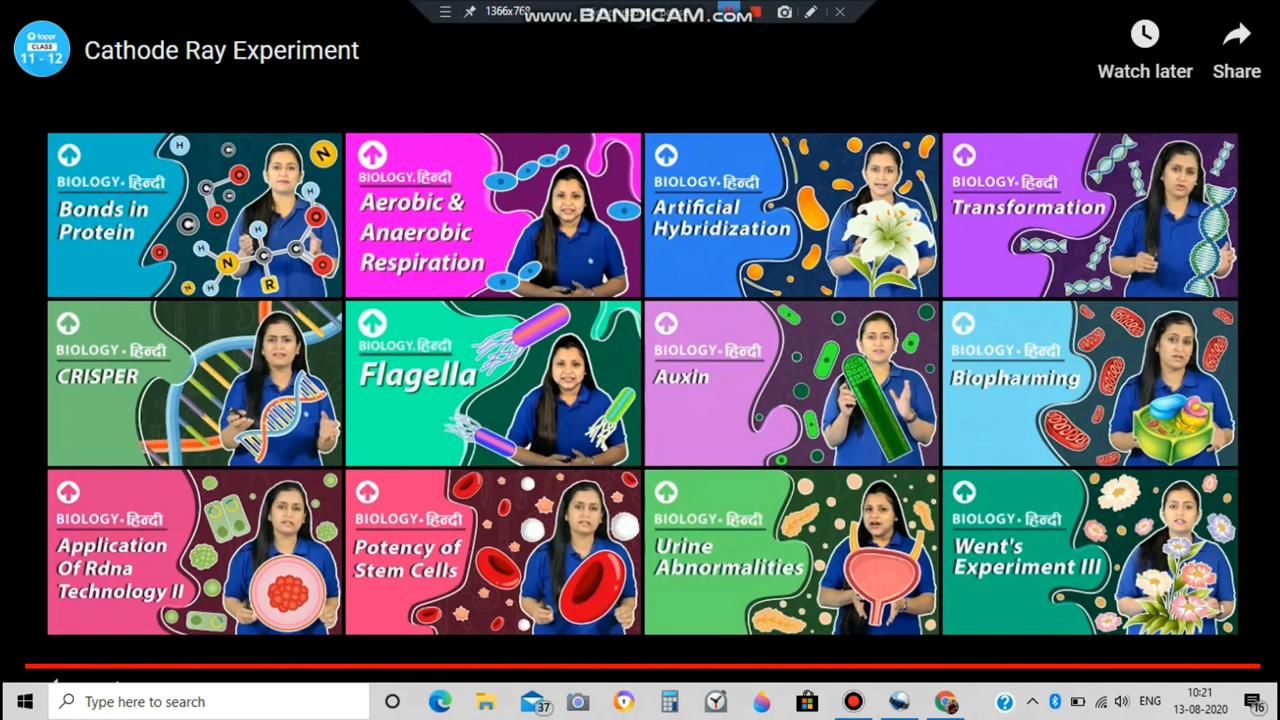 1366x768
www.BANDICAM.com
toppr
CLASS
11 - 12
Cathode Ray Experiment
Watch later
Share
BIOLOGY • हिन्दी
Bonds in
Protein
H
C
O
N
H
C
O
C
H
C
O
H
H
C
C
N
O
N
H
R
BIOLOGY • हिन्दी
Aerobic &
Anaerobic
Respiration
BIOLOGY • हिन्दी
Artificial
Hybridization
BIOLOGY • हिन्दी
Transformation
BIOLOGY • हिन्दी
CRISPER
BIOLOGY • हिन्दी
Flagella
BIOLOGY • हिन्दी
Auxin
BIOLOGY • हिन्दी
Biopharming
BIOLOGY • हिन्दी
Application
Of Rdna
Technology II
BIOLOGY • हिन्दी
Potency of
Stem Cells
BIOLOGY • हिन्दी
Urine
Abnormalities
BIOLOGY • हिन्दी
Went's
Experiment III
Type here to search
37
ENG
10:21
13-08-2020
16